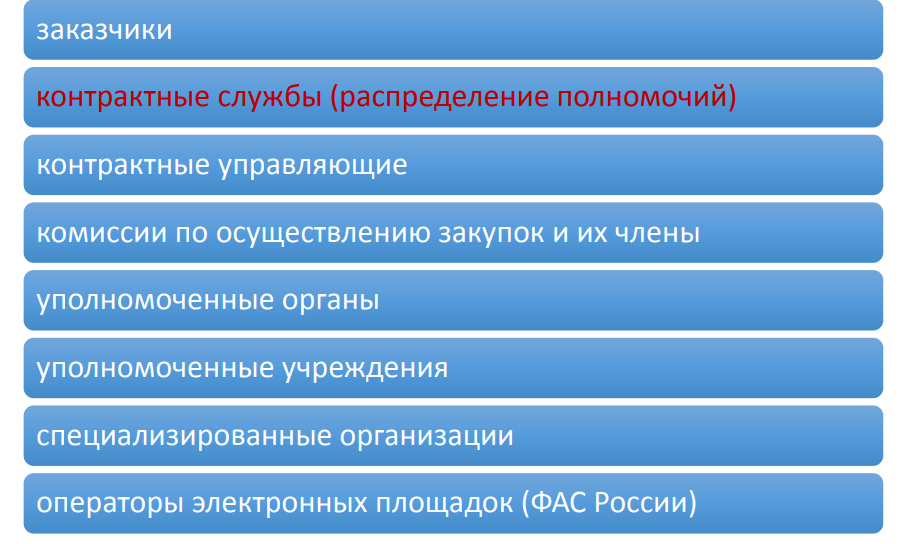 заказчики
контрактные службы (распределение полномочий)
контрактные управляющие
комиссии по осуществлению закупок и их члены
уполномоченные органы
уполномоченные учреждения
специализированные организации
операторы электронных площадок (ФАС России)